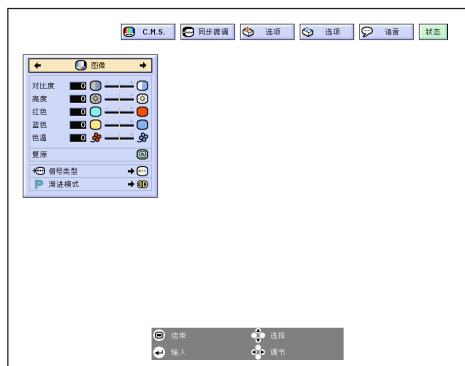 C.M.S. 同步微调 选项 选项 语言 状态
图像
对比度 0
亮度 0
红色 0
蓝色 0
色温 0
复原
信号类型
P 渐进模式 3D
结束 选择
输入 调节